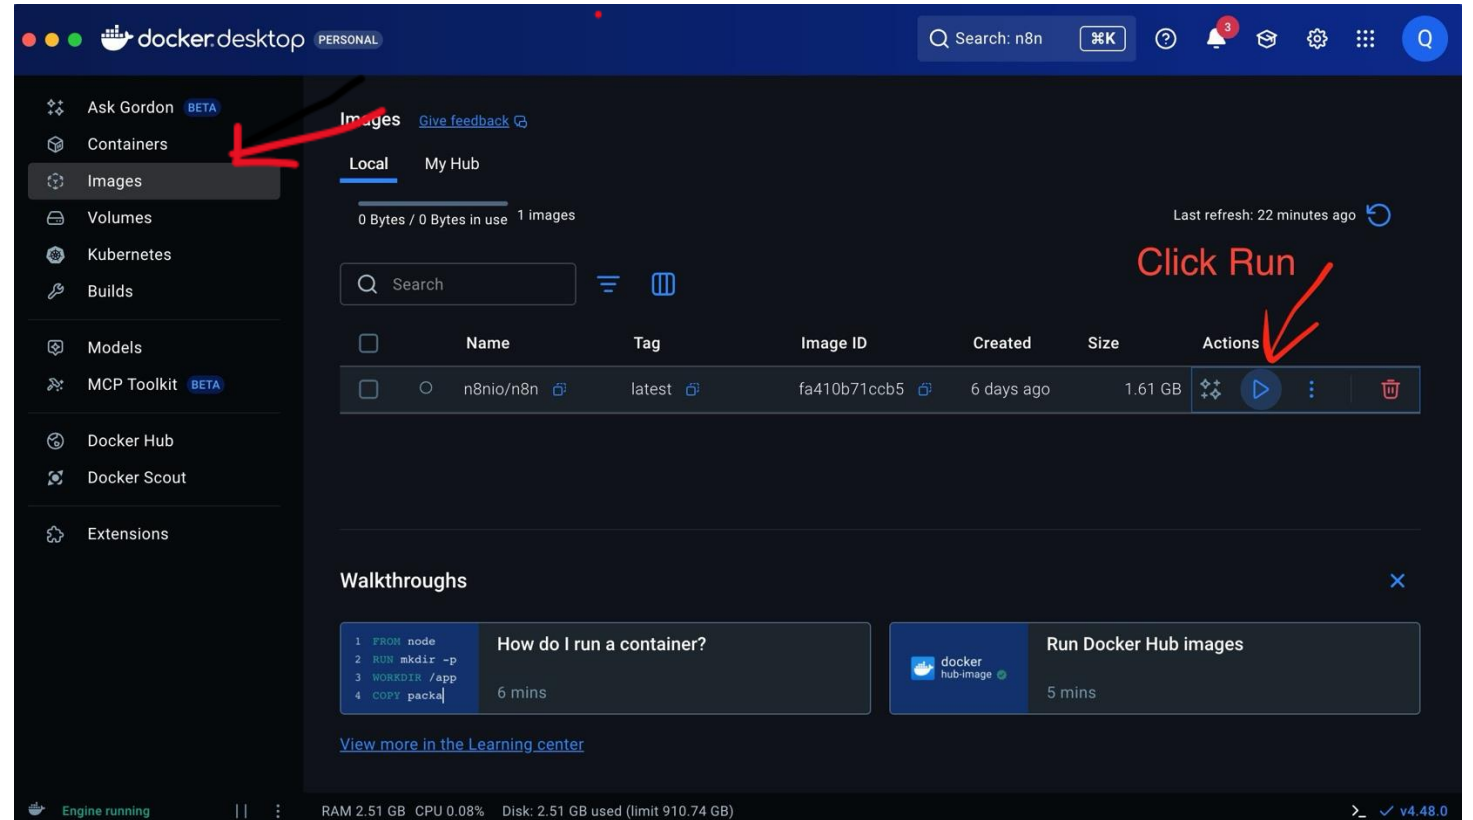 docker.desktop PERSONAL
Search: n8n ⌘K 3 Q
Ask Gordon BETA
Containers
Images
Volumes
Kubernetes
Builds
Models
MCP Toolkit BETA
Docker Hub
Docker Scout
Extensions
Images Give feedback
Local My Hub
0 Bytes / 0 Bytes in use 1 images
Last refresh: 22 minutes ago
Click Run
Search
Name Tag Image ID Created Size Actions
n8nio/n8n latest fa410b71ccb5 6 days ago 1.61 GB
Walkthroughs
1 FROM node
2 RUN mkdir -p
3 WORKDIR /app
4 COPY packa
How do I run a container?
6 mins
docker
hub-image
Run Docker Hub images
5 mins
View more in the Learning center
Engine running RAM 2.51 GB CPU 0.08% Disk: 2.51 GB used (limit 910.74 GB) >_ v4.48.0